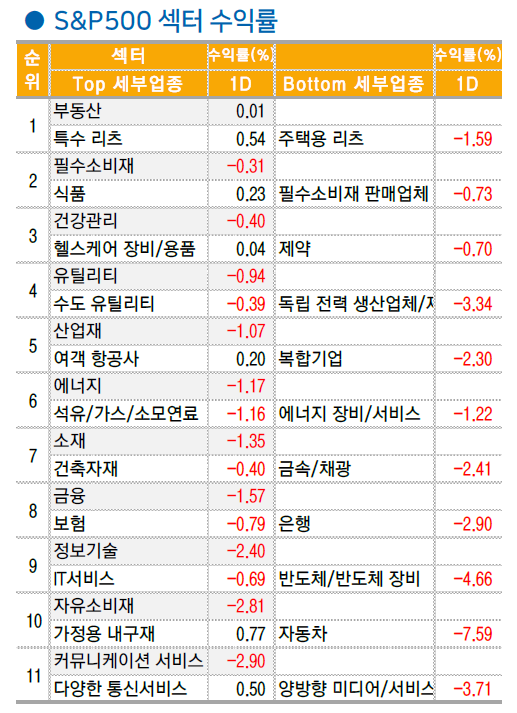 ● S&P500 섹터 수익률
순위 섹터 수익률(%) 수익률(%)
Top 세부업종 1D Bottom 세부업종 1D
1 부동산 0.01
특수 리츠 0.54 주택용 리츠 -1.59
2 필수소비재 -0.31
식품 0.23 필수소비재 판매업체 -0.73
3 건강관리 -0.40
헬스케어 장비/용품 0.04 제약 -0.70
4 유틸리티 -0.94
수도 유틸리티 -0.39 독립 전력 생산업체/ -3.34
5 산업재 -1.07
여객 항공사 0.20 복합기업 -2.30
6 에너지 -1.17
석유/가스/소모연료 -1.16 에너지 장비/서비스 -1.22
7 소재 -1.35
건축자재 -0.40 금속/채광 -2.41
8 금융 -1.57
보험 -0.79 은행 -2.90
9 정보기술 -2.40
IT서비스 -0.69 반도체/반도체 장비 -4.66
10 자유소비재 -2.81
가정용 내구재 0.77 자동차 -7.59
11 커뮤니케이션 서비스 -2.90
다양한 통신서비스 0.50 양방향 미디어/서비스 -3.71